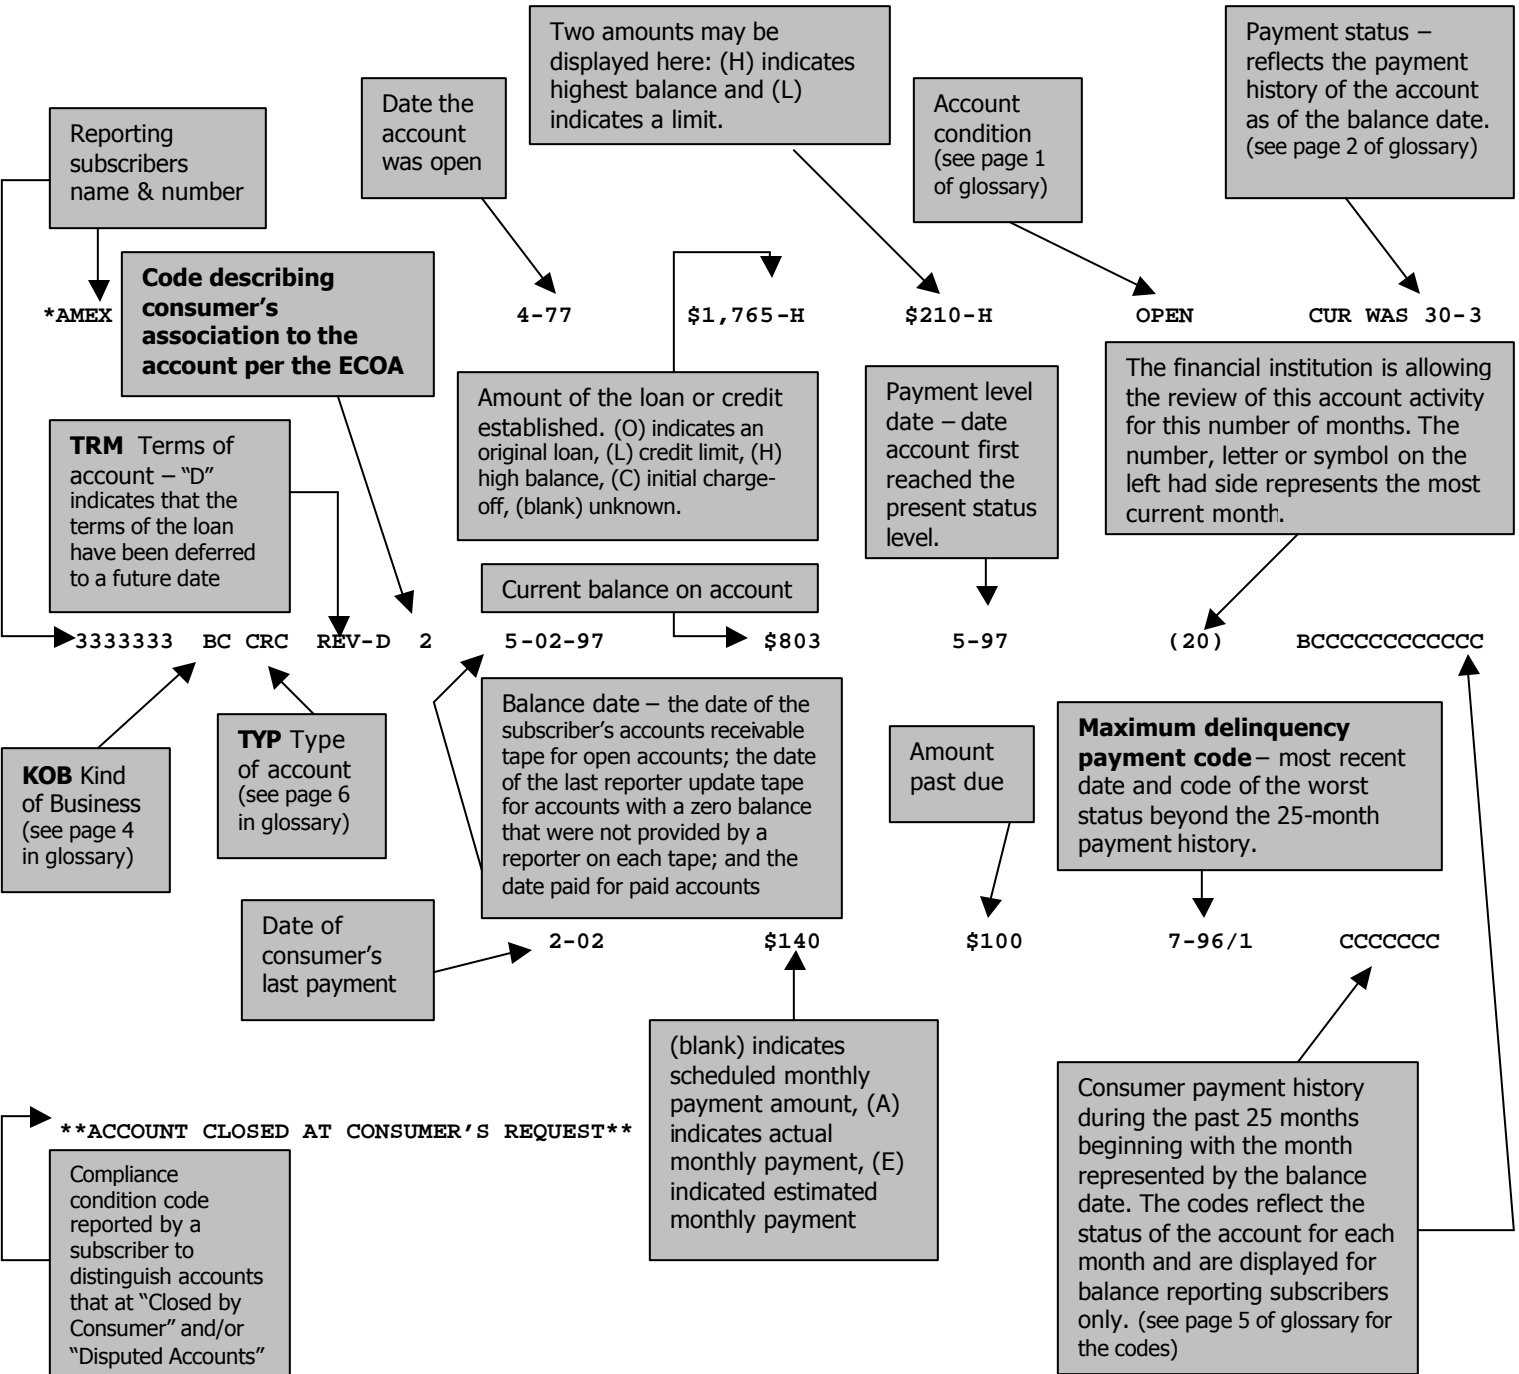 Two amounts may be
displayed here: (H) indicates
highest balance and (L)
indicates a limit.
Payment status –
reflects the payment
history of the account
as of the balance date.
(see page 2 of glossary)
Date the
account
was open
Account
condition
(see page 1
of glossary)
Reporting
subscribers
name & number
Code describing
consumer's
association to the
account per the ECOA
*AMEX
4-77
$1,765-H
$210-H
OPEN
CUR WAS 30-3
TRM Terms of
account – “D”
indicates that the
terms of the loan
have been deferred
to a future date
Amount of the loan or credit
established. (O) indicates an
original loan, (L) credit limit, (H)
high balance, (C) initial charge-
off, (blank) unknown.
Payment level
date – date
account first
reached the
present status
level.
The financial institution is allowing
the review of this account activity
for this number of months. The
number, letter or symbol on the
left had side represents the most
current month.
Current balance on account
3333333 BC CRC REV-D 2 5-02-97 $803 5-97 (20) BCCCCCCCCCCCC
KOB Kind
of Business
(see page 4
in glossary)
TYP Type
of account
(see page 6
in glossary)
Balance date – the date of the
subscriber's accounts receivable
tape for open accounts; the date
of the last reporter update tape
for accounts with a zero balance
that were not provided by a
reporter on each tape; and the
date paid for paid accounts
Amount
past due
Maximum delinquency
payment code – most recent
date and code of the worst
status beyond the 25-month
payment history.
Date of
consumer's
last payment
2-02 $140 $100 7-96/1 CCCCCCC
(blank) indicates
scheduled monthly
payment amount, (A)
indicates actual
monthly payment, (E)
indicated estimated
monthly payment
Consumer payment history
during the past 25 months
beginning with the month
represented by the balance
date. The codes reflect the
status of the account for each
month and are displayed for
balance reporting subscribers
only. (see page 5 of glossary for
the codes)
**ACCOUNT CLOSED AT CONSUMER'S REQUEST**
Compliance
condition code
reported by a
subscriber to
distinguish accounts
that at “Closed by
Consumer” and/or
“Disputed Accounts”